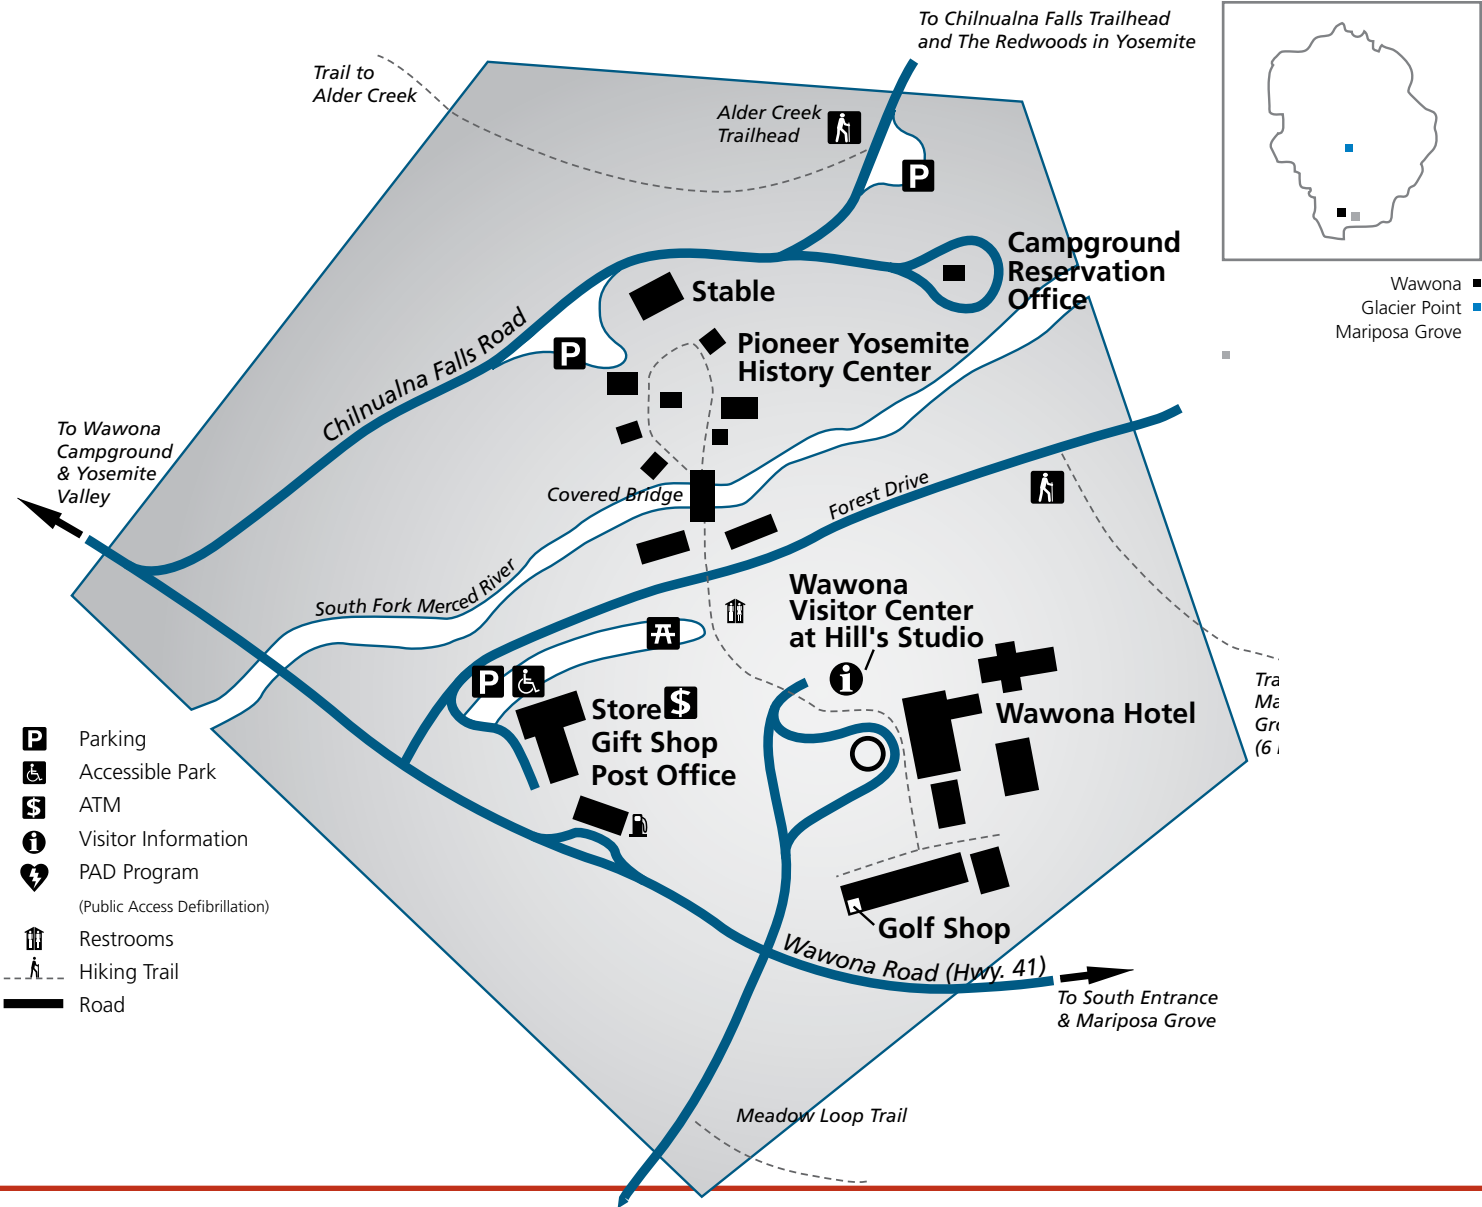 To Chilnualna Falls Trailhead
and The Redwoods in Yosemite
Trail to
Alder Creek
Alder Creek
Trailhead
P
Campground
Reservation
Office
Wawona
Glacier Point
Mariposa Grove
Stable
Pioneer Yosemite
History Center
P
Chilnualna Falls Road
To Wawona
Campground
& Yosemite
Valley
Covered Bridge
Forest Drive
South Fork Merced River
Wawona
Visitor Center
at Hill's Studio
i
P
Store $
Gift Shop
Post Office
Wawona Hotel
Tra
Ma
Gro
(6
P Parking
Accessible Park
$ ATM
i Visitor Information
PAD Program
(Public Access Defibrillation)
Restrooms
Hiking Trail
Road
Golf Shop
Wawona Road (Hwy. 41)
To South Entrance
& Mariposa Grove
Meadow Loop Trail